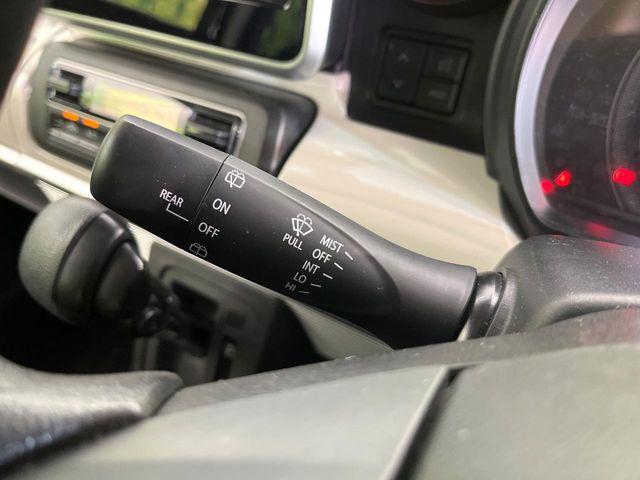 REAR
ON
OFF
PULL
MIST
OFF
INT
LO
HI